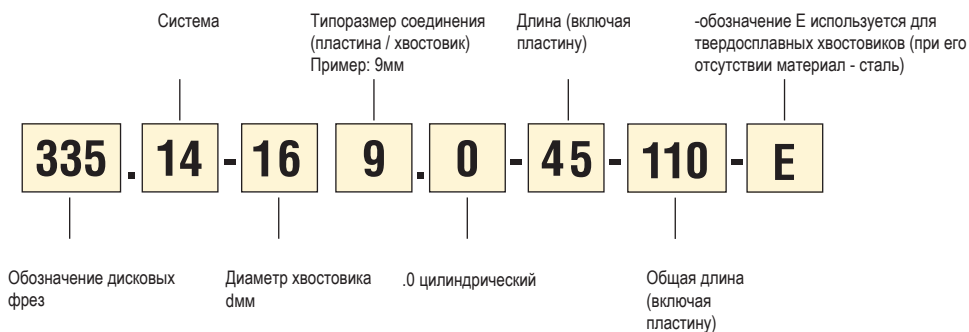 Система
Типоразмер соединения
(пластина / хвостовик)
Пример: 9мм
Длина (включая
пластину)
-обозначение E используется для
твердосплавных хвостовиков (при его
отсутствии материал - сталь)
335.14-16 9.0-45-110-E
Обозначение дисковых
фрез
Диаметр хвостовика
dмм
.0 цилиндрический
Общая длина
(включая
пластину)